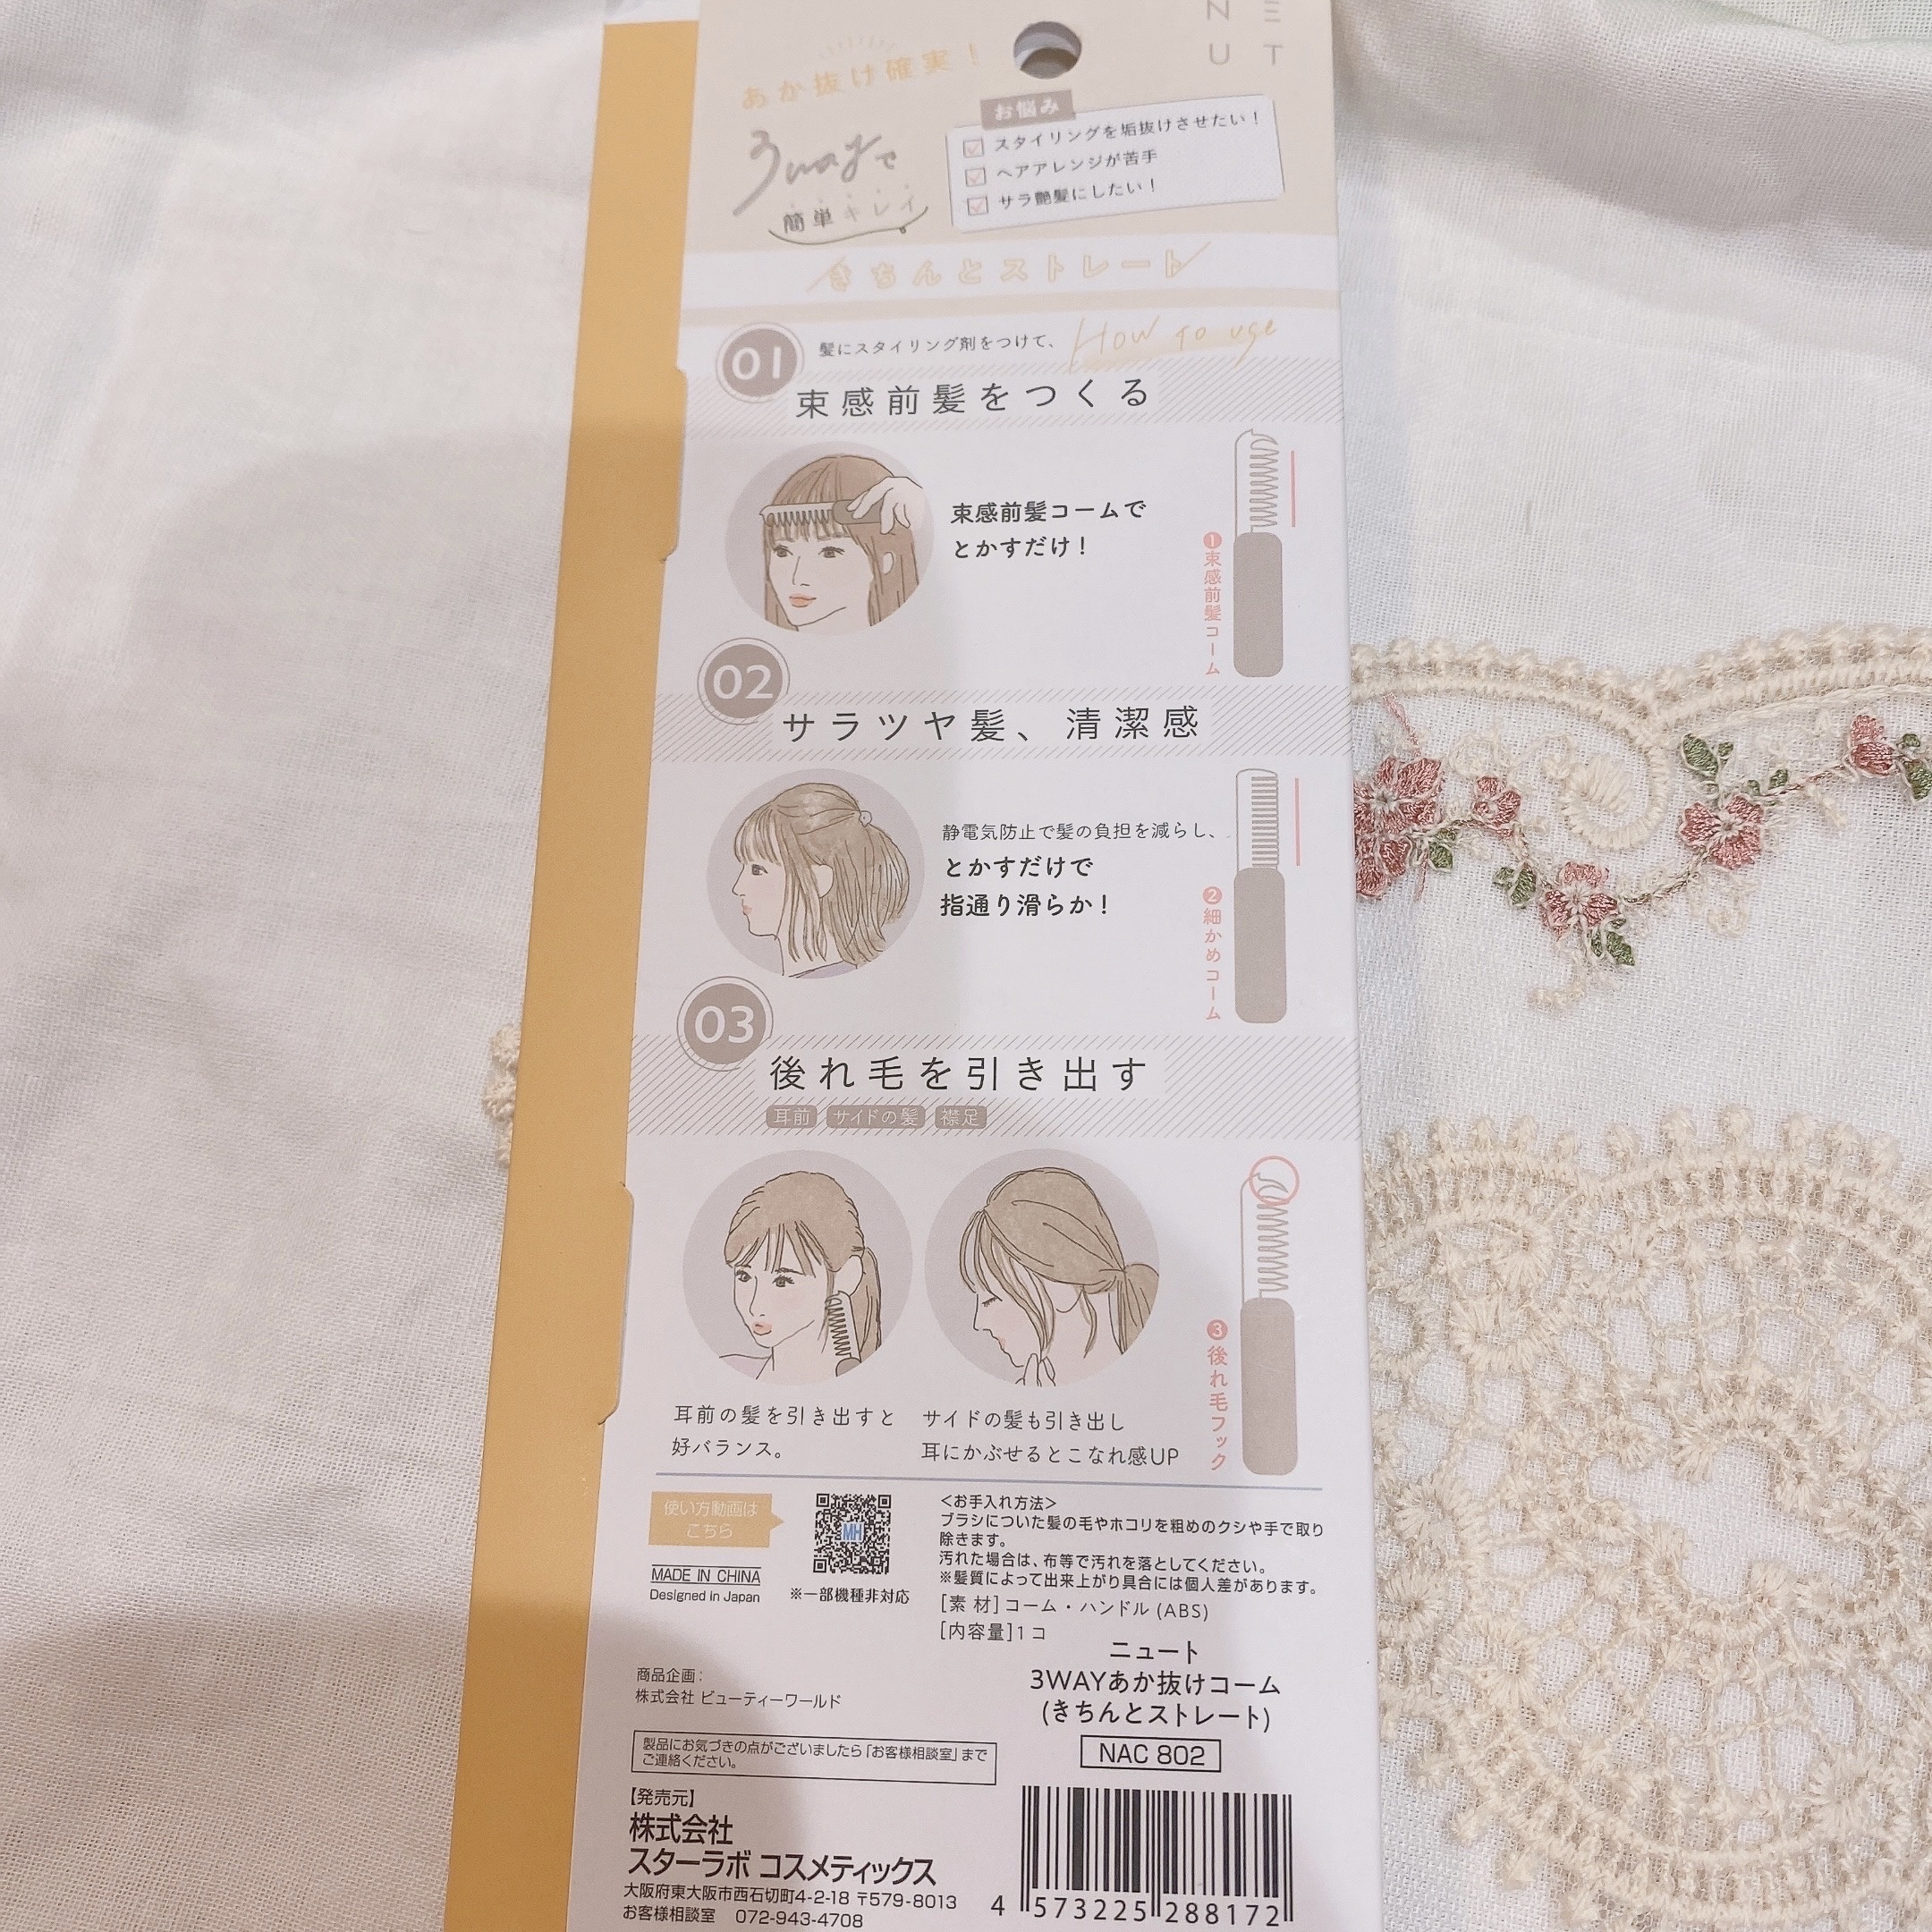 N E
U T
あか抜け確実！
3wayで
簡単キレイ
お悩み
スタイリングを垢抜けさせたい！
ヘアアレンジが苦手
サラ艶髪にしたい！
きちんとストレート
How to use
01
髪にスタイリング剤をつけて、
束感前髪をつくる
束感前髪コームで
とかすだけ！
❶束感前髪コーム
02
サラツヤ髪、清潔感
静電気防止で髪の負担を減らし、
とかすだけで
指通り滑らか！
❷細かめコーム
03
後れ毛を引き出す
耳前 サイドの髪 襟足
❸後れ毛フック
耳前の髪を引き出すと
好バランス。
サイドの髪も引き出し
耳にかぶせるとこなれ感UP
使い方動画は
こちら
MH
MADE IN CHINA
Designed in Japan
※一部機種非対応
＜お手入れ方法＞
ブラシについた髪の毛やホコリを粗めのクシや手で取り
除きます。
汚れた場合は、布等で汚れを落としてください。
※髪質によって出来上がり具合には個人差があります。
[素 材]コーム・ハンドル(ABS)
[内容量]1コ
ニュート
3WAYあか抜けコーム
(きちんとストレート)
NAC 802
商品企画：
株式会社 ビューティーワールド
製品にお気づきの点がございましたら「お客様相談室」まで
ご連絡ください。
【発売元】
株式会社
スターラボ コスメティックス
大阪府東大阪市西石切町4-2-18 〒579-8013
お客様相談室 072-943-4708
4 573225 288172